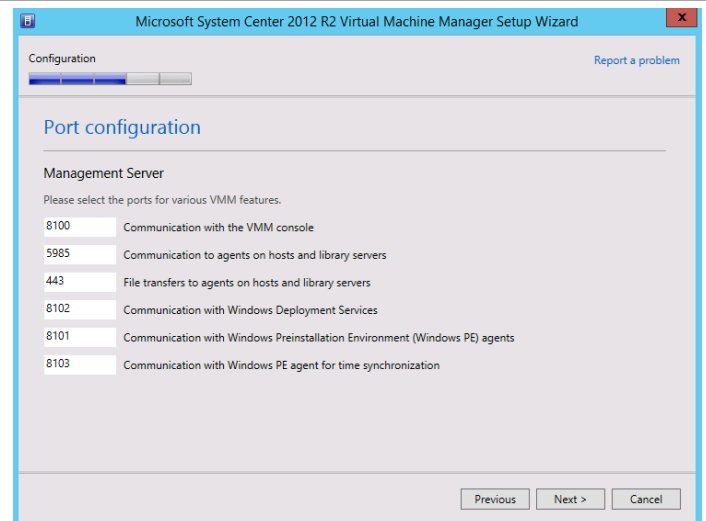 Microsoft System Center 2012 R2 Virtual Machine Manager Setup Wizard
x
Configuration
Report a problem
Port configuration
Management Server
Please select the ports for various VMM features.
8100 Communication with the VMM console
5985 Communication to agents on hosts and library servers
443 File transfers to agents on hosts and library servers
8102 Communication with Windows Deployment Services
8101 Communication with Windows Preinstallation Environment (Windows PE) agents
8103 Communication with Windows PE agent for time synchronization
Previous Next > Cancel